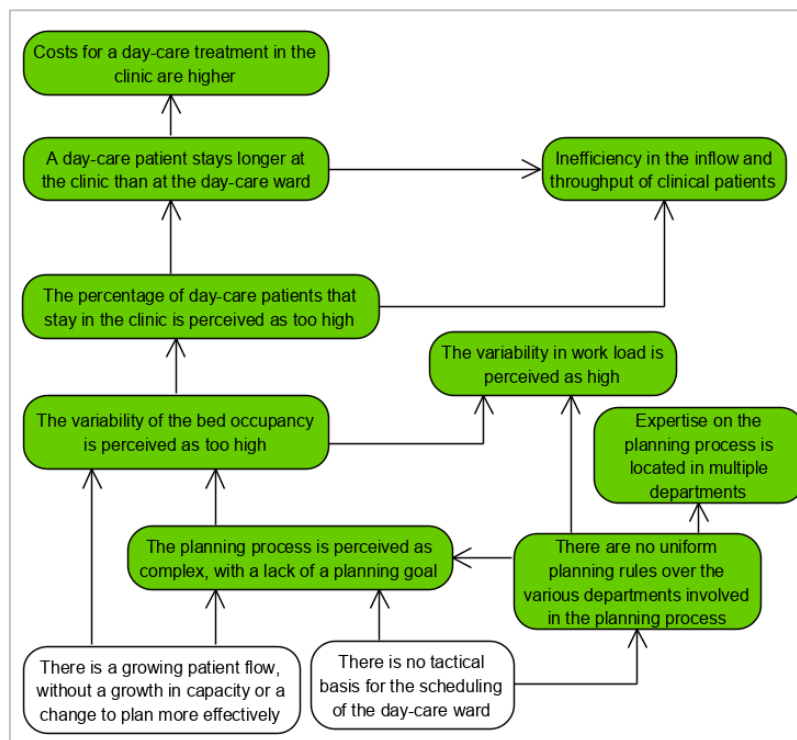 Costs for a day-care treatment in the
clinic are higher
A day-care patient stays longer at
the clinic than at the day-care ward
Inefficiency in the inflow and
throughput of clinical patients
The percentage of day-care patients that
stay in the clinic is perceived as too high
The variability in work load is
perceived as high
The variability of the bed occupancy
is perceived as too high
Expertise on the
planning process is
located in multiple
departments
The planning process is perceived as
complex, with a lack of a planning goal
There are no uniform
planning rules over the
various departments involved
in the planning process
There is a growing patient flow,
without a growth in capacity or a
change to plan more effectively
There is no tactical
basis for the scheduling
of the day-care ward